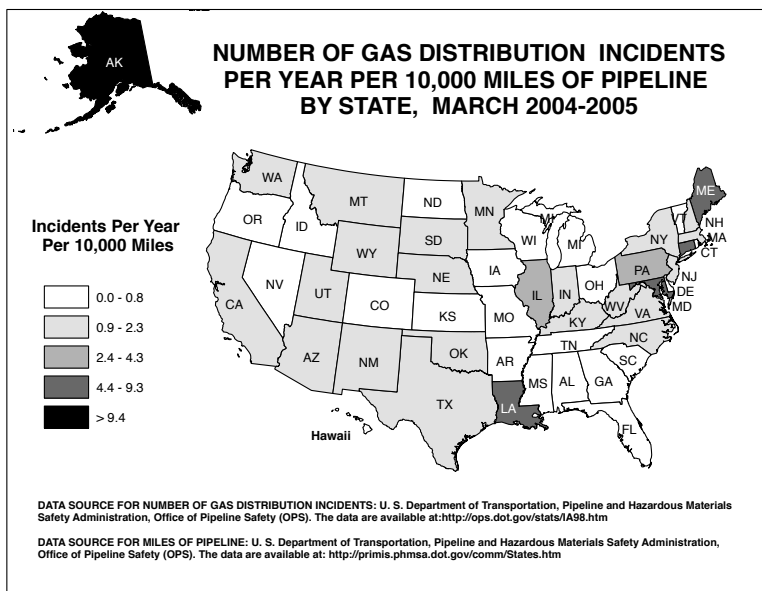 AK
NUMBER OF GAS DISTRIBUTION INCIDENTS
PER YEAR PER 10,000 MILES OF PIPELINE
BY STATE, MARCH 2004-2005
Incidents Per Year
Per 10,000 Miles
0.0 - 0.8
0.9 - 2.3
2.4 - 4.3
4.4 - 9.3
> 9.4
WA
MT
ND
MN
MI
VT
ME
NH
MA
CT
OR
ID
WY
SD
WI
MI
NY
NV
UT
CO
NE
IA
IL
IN
OH
PA
NJ
DE
MD
CA
KS
MO
KY
WV
VA
AZ
NM
OK
AR
TN
NC
SC
TX
LA
MS
AL
GA
FL
Hawaii
DATA SOURCE FOR NUMBER OF GAS DISTRIBUTION INCIDENTS: U. S. Department of Transportation, Pipeline and Hazardous Materials
Safety Administration, Office of Pipeline Safety (OPS). The data are available at:http://ops.dot.gov/stats/IA98.htm
DATA SOURCE FOR MILES OF PIPELINE: U. S. Department of Transportation, Pipeline and Hazardous Materials Safety Administration,
Office of Pipeline Safety (OPS). The data are available at: http://primis.phmsa.dot.gov/comm/States.htm